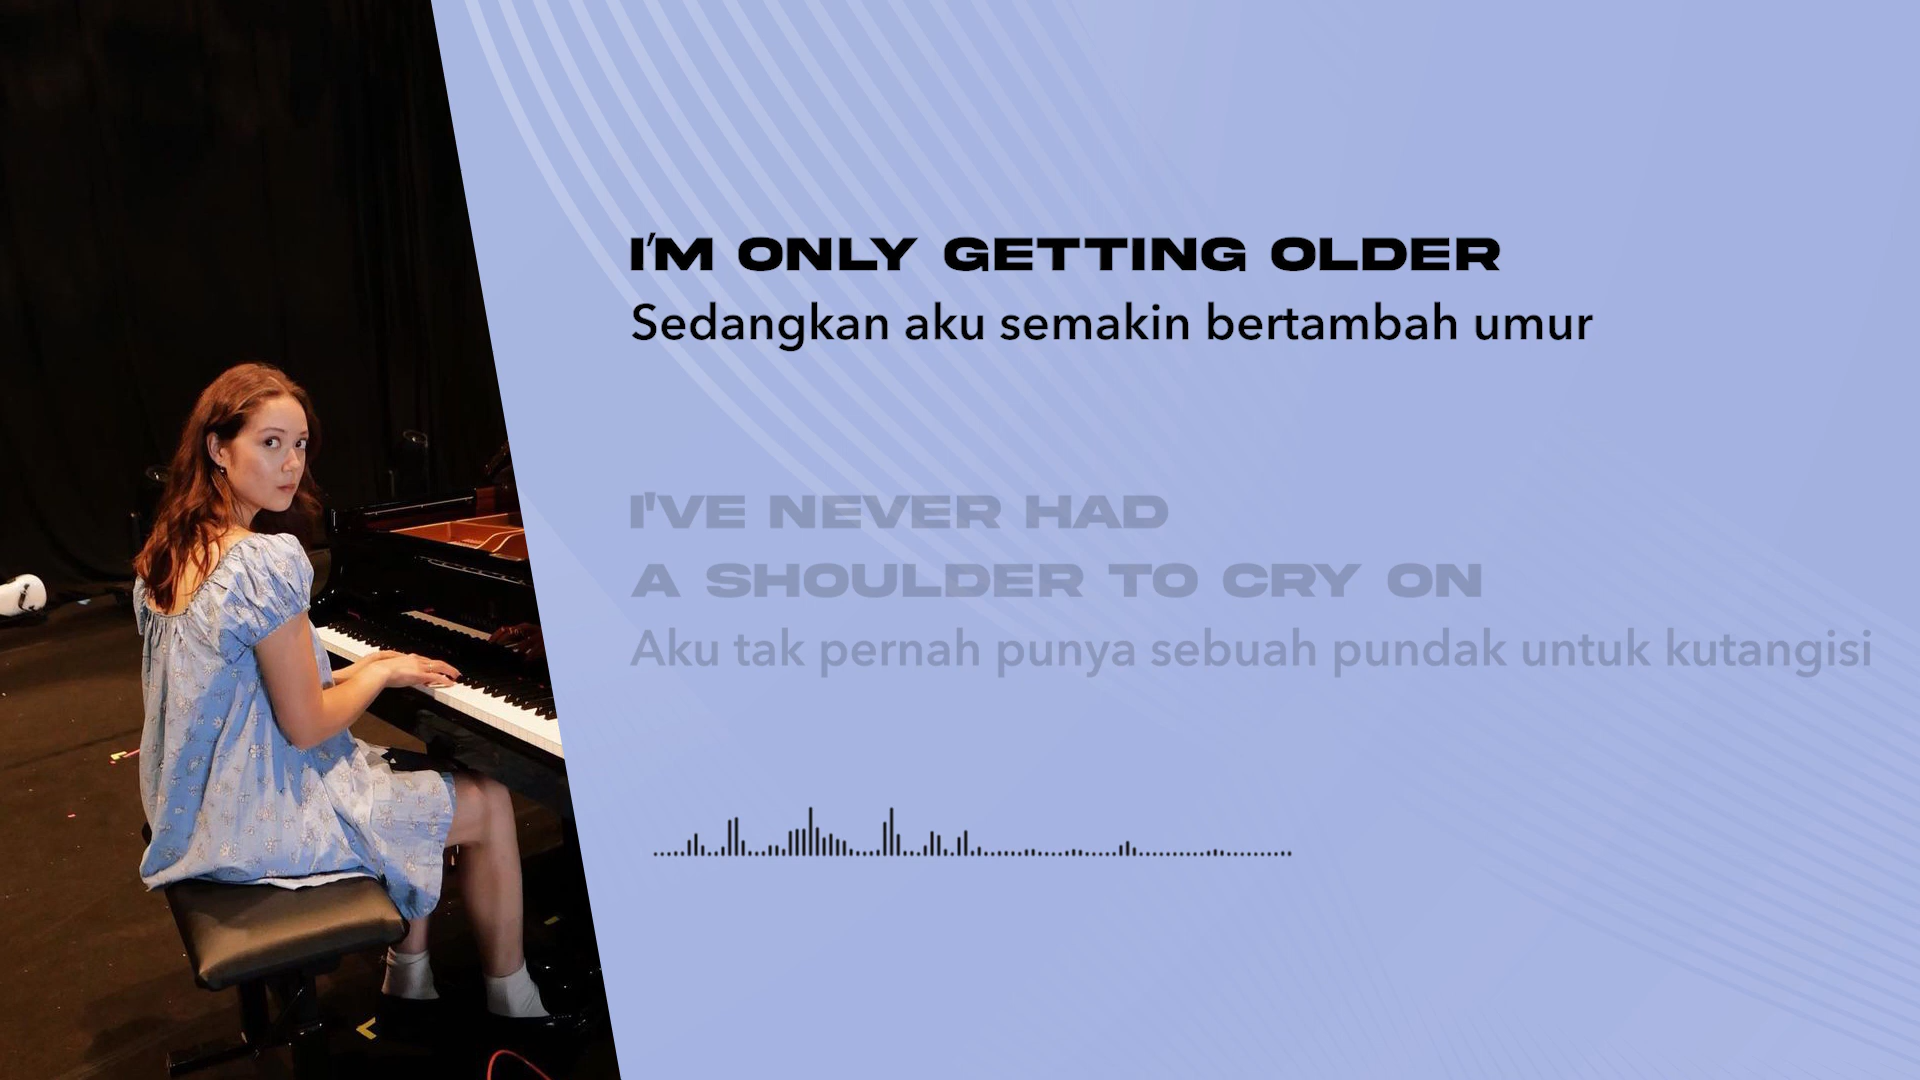 I'M ONLY GETTING OLDER
Sedangkan aku semakin bertambah umur
I'VE NEVER HAD
A SHOULDER TO CRY ON
Aku tak pernah punya sebuah pundak untuk kutangisi